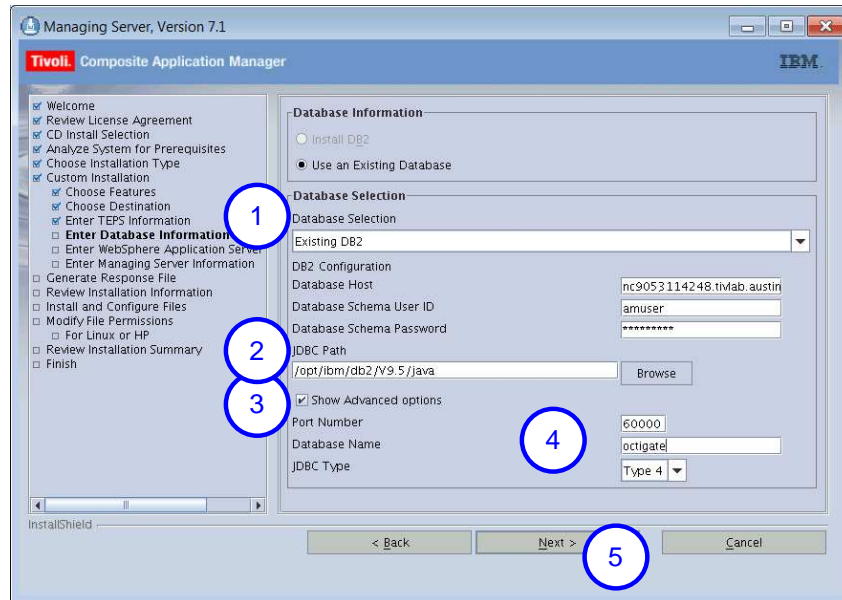 Managing Server, Version 7.1
Tivoli. Composite Application Manager
IBM.
Welcome
Review License Agreement
CD Install Selection
Analyze System for Prerequisites
Choose Installation Type
Custom Installation
Choose Features
Choose Destination
Enter TEPS Information
Enter Database Information
Enter WebSphere Application Server
Enter Managing Server Information
Generate Response File
Review Installation Information
Install and Configure Files
Modify File Permissions
For Linux or HP
Review Installation Summary
Finish
Database Information
Install DB2
Use an Existing Database
Database Selection
1
Database Selection
Existing DB2
DB2 Configuration
Database Host nc9053114248.tivlab.austin
Database Schema User ID amuser
Database Schema Password *********
2
JDBC Path
/opt/ibm/db2/V9.5/java Browse
3
Show Advanced options
Port Number 60000
4
Database Name octigate
JDBC Type Type 4
InstallShield
< Back Next > Cancel
5